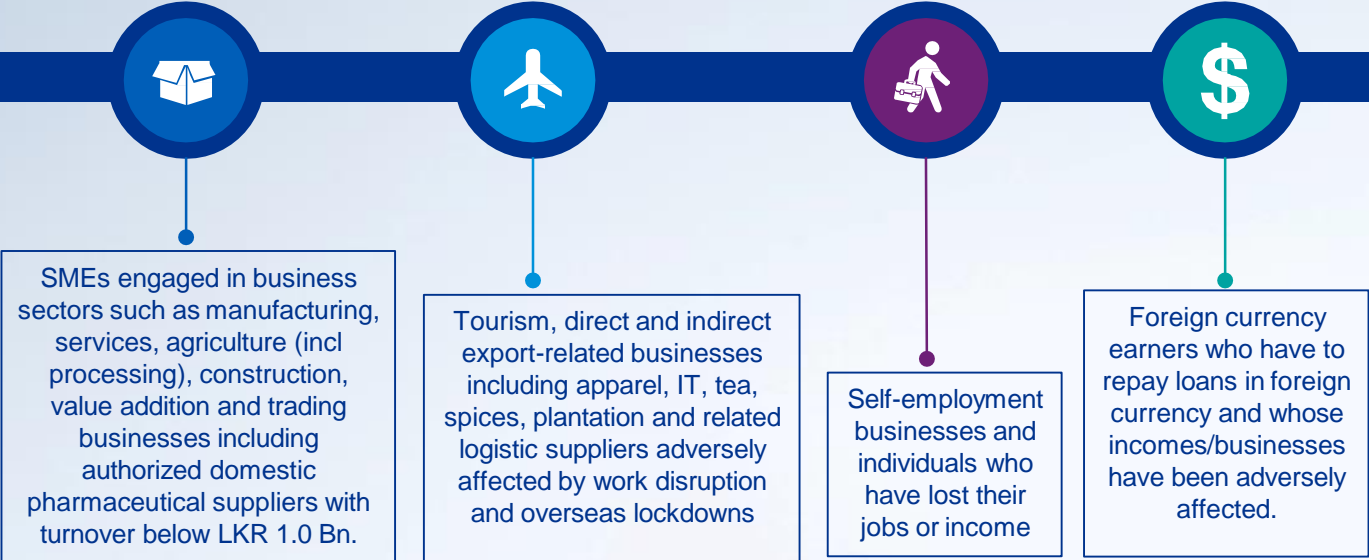 $
SMEs engaged in business
sectors such as manufacturing,
services, agriculture (incl
processing), construction,
value addition and trading
businesses including
authorized domestic
pharmaceutical suppliers with
turnover below LKR 1.0 Bn.
Tourism, direct and indirect
export-related businesses
including apparel, IT, tea,
spices, plantation and related
logistic suppliers adversely
affected by work disruption
and overseas lockdowns
Self-employment
businesses and
individuals who
have lost their
jobs or income
Foreign currency
earners who have to
repay loans in foreign
currency and whose
incomes/businesses
have been adversely
affected.